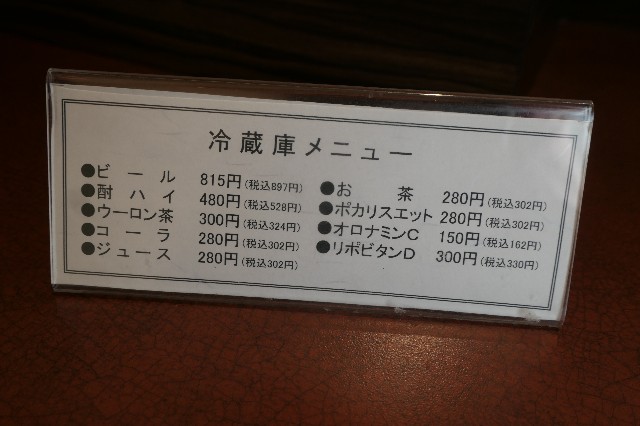 冷蔵庫メニュー
●ビール 815円(税込897円)
●酎ハイ 480円(税込528円)
●ウーロン茶 300円(税込324円)
●コーラ 280円(税込302円)
●ジュース 280円(税込302円)
●お茶 280円(税込302円)
●ポカリスエット 280円(税込302円)
●オロナミンC 150円(税込162円)
●リポビタンD 300円(税込330円)